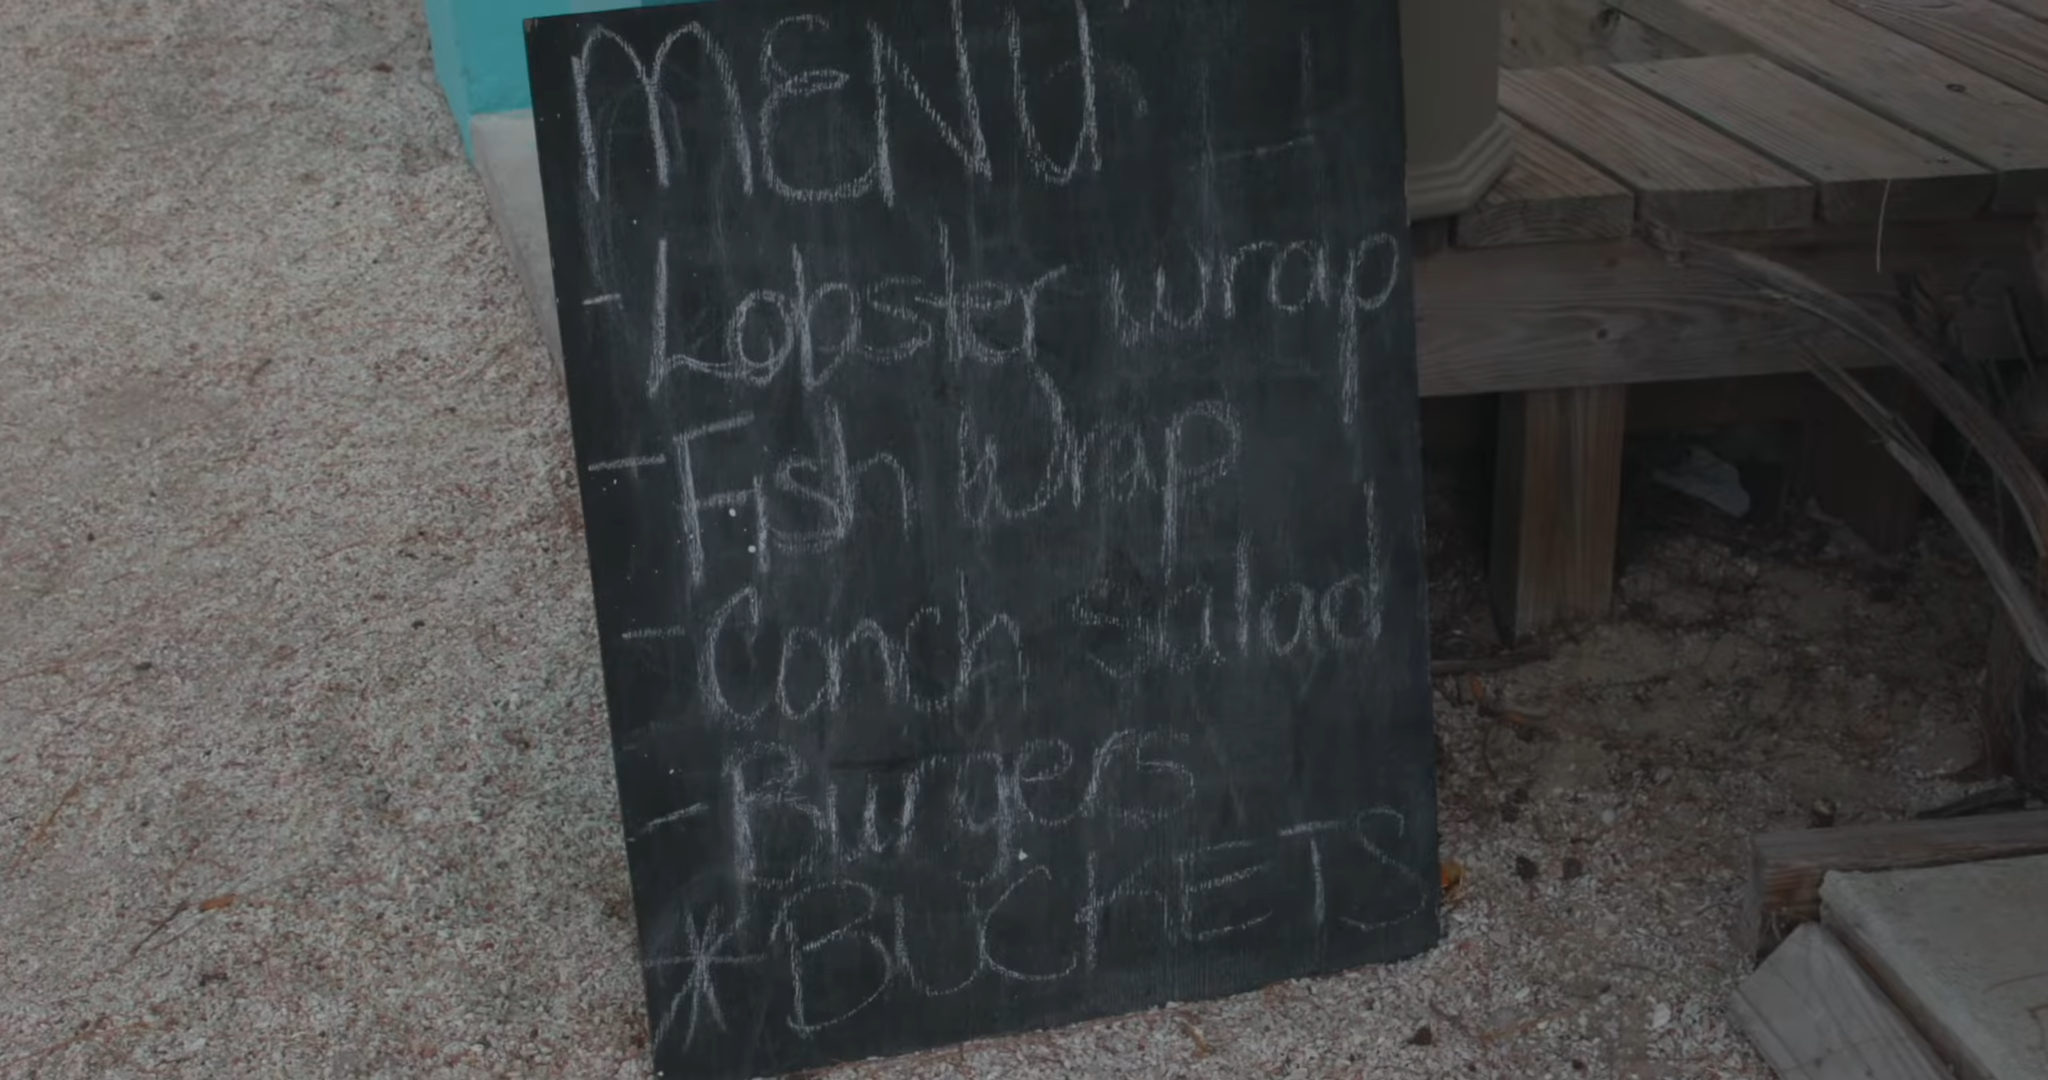 MENU
- Lobster wrap
- Fish Wrap
- Conch salad
- Burgers
* BUCKETS